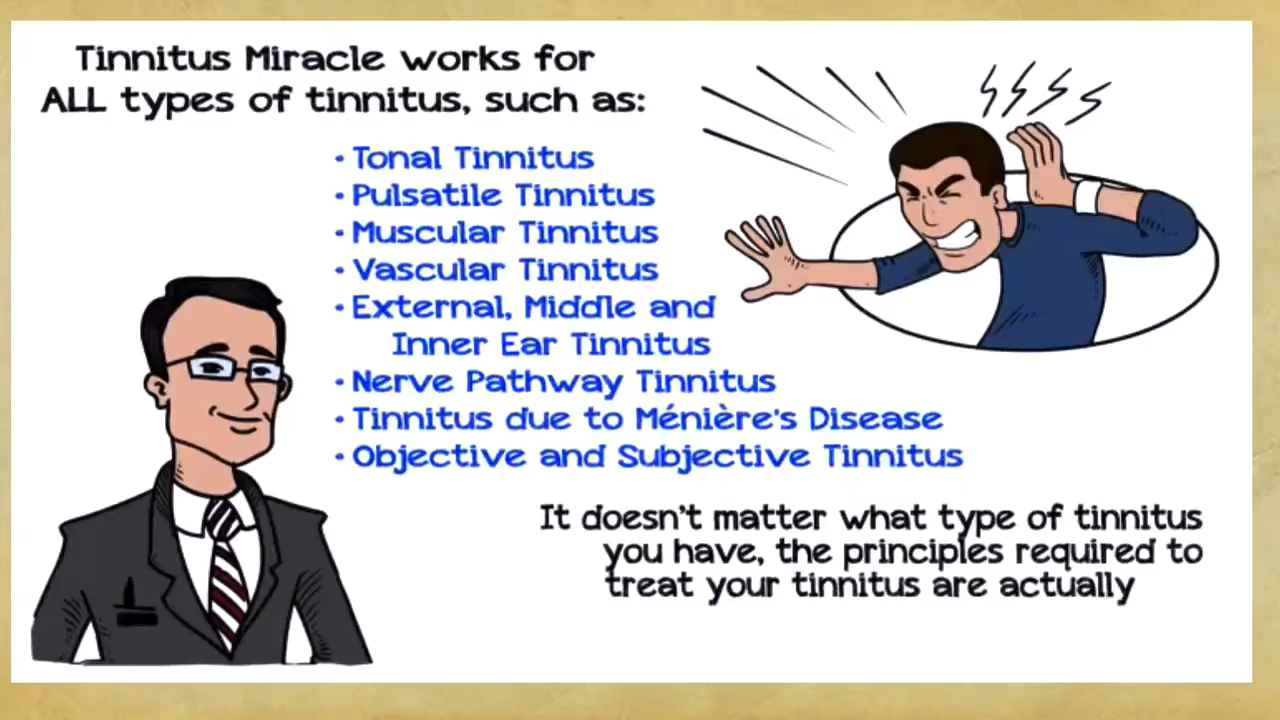 Tinnitus Miracle works for
ALL types of tinnitus, such as:
• Tonal Tinnitus
• Pulsatile Tinnitus
• Muscular Tinnitus
• Vascular Tinnitus
• External, Middle and
Inner Ear Tinnitus
• Nerve Pathway Tinnitus
• Tinnitus due to Ménière's Disease
• Objective and Subjective Tinnitus
It doesn't matter what type of tinnitus
you have, the principles required to
treat your tinnitus are actually